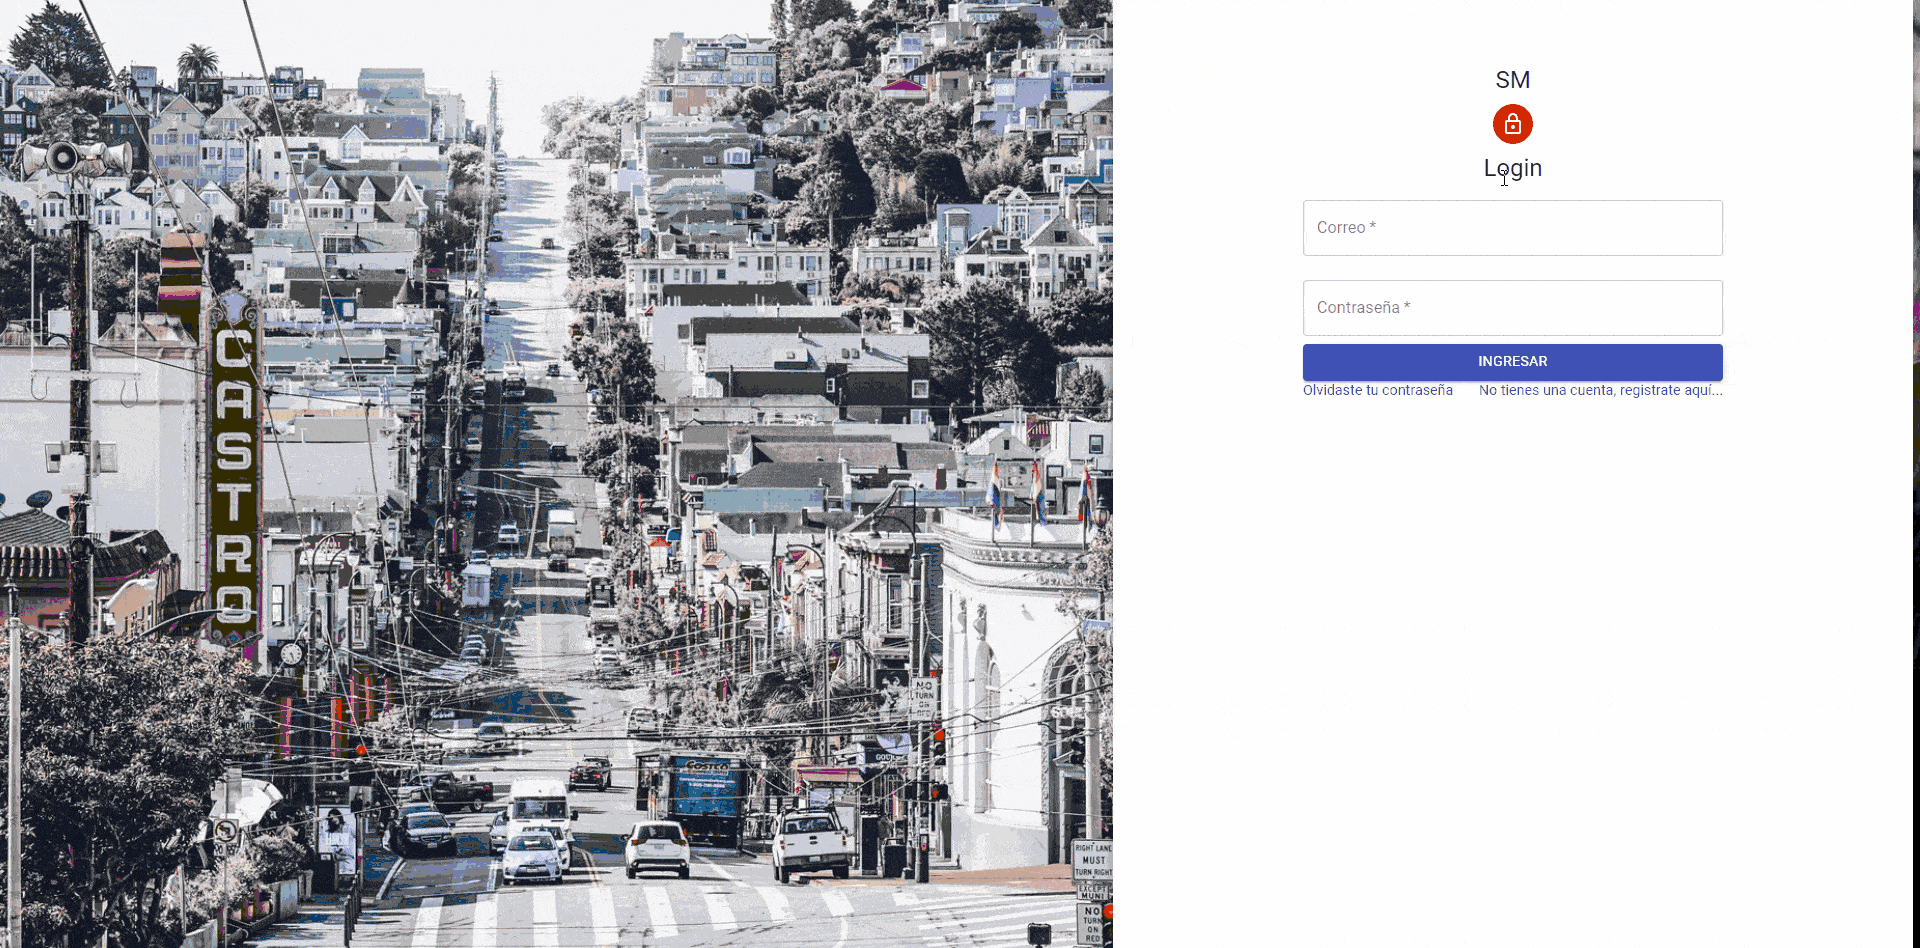 CASTRO
NO
TURN
ON
RED
COSTCO
RIGHT LANE
MUST
TURN RIGHT
EXCEPT
MUNI
NO
TURN
ON
RED
SM
Login
Correo *
Contraseña *
INGRESAR
Olvidaste tu contraseña
No tienes una cuenta, registrate aquí...